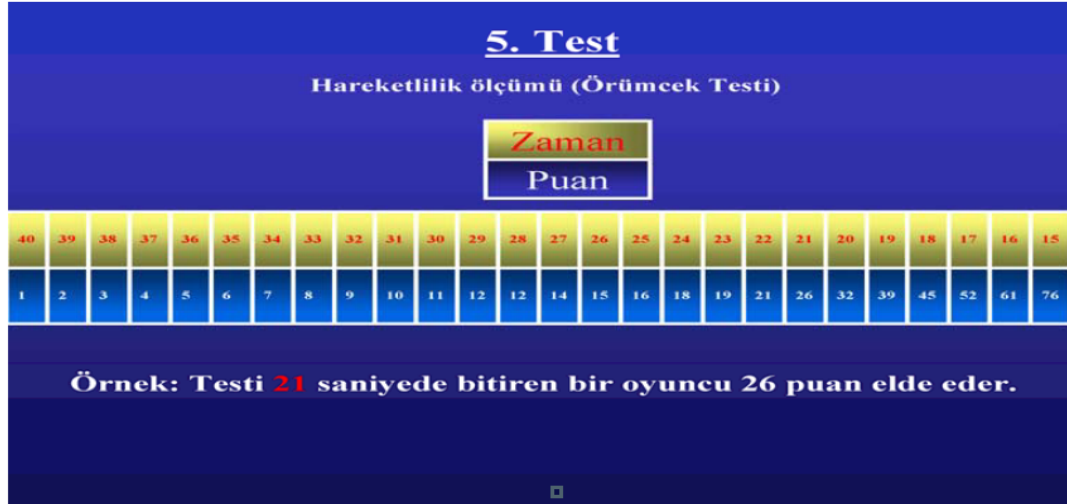 5. Test
Hareketlilik ölçümü (Örümcek Testi)
Zaman
Puan
40 39 38 37 36 35 34 33 32 31 30 29 28 27 26 25 24 23 22 21 20 19 18 17 16 15
1 2 3 4 5 6 7 8 9 10 11 12 12 14 15 16 18 19 21 26 32 39 45 52 61 76
Örnek: Testi 21 saniyede bitiren bir oyuncu 26 puan elde eder.